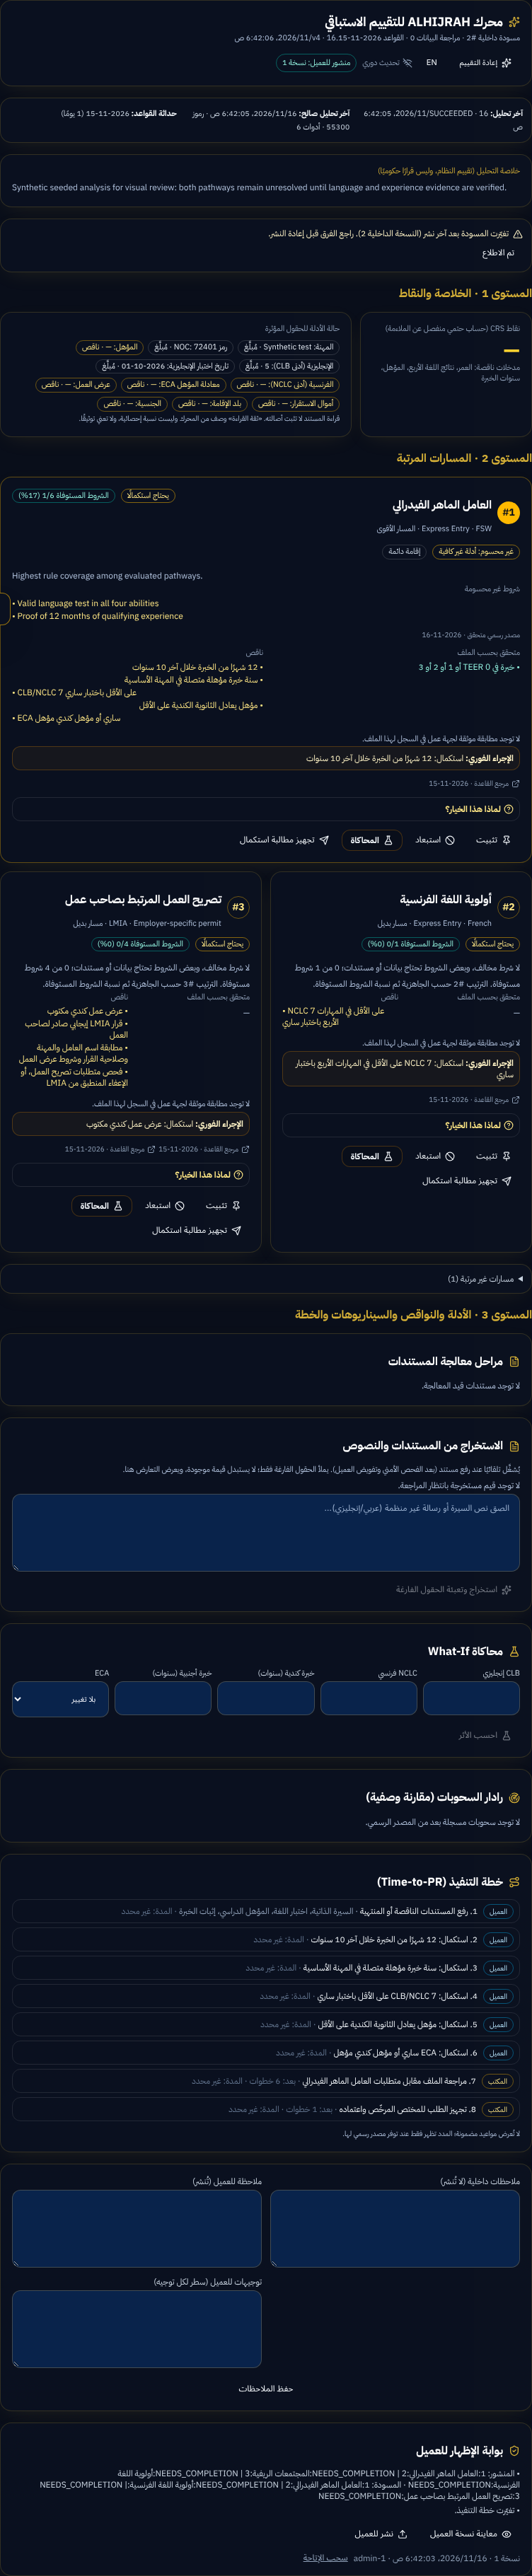 محرك ALHIJRAH للتقييم الاستباقي
مسودة داخلية #2 · مراجعة البيانات 0 · القواعد 2026-11-15.v4 · 16‏/11‏/2026، 6:42:06 ص
إعادة التقييم
EN
تحديث دوري
منشور للعميل: نسخة 1
آخر تحليل: SUCCEEDED · 16‏/11‏/2026، 6:42:05 ص
آخر تحليل صالح: 16‏/11‏/2026، 6:42:05 ص · رموز 55300 · أدوات 6
حداثة القواعد: 2026-11-15 (1 يومًا)
خلاصة التحليل (تقييم النظام، وليس قرارًا حكوميًا)
Synthetic seeded analysis for visual review: both pathways remain unresolved until language and experience evidence are verified.
تغيّرت المسودة بعد آخر نشر (النسخة الداخلية 2). راجع الفرق قبل إعادة النشر.
تم الاطلاع
المستوى 1 · الخلاصة والنقاط
نقاط CRS (حساب حتمي منفصل عن الملاءمة)
—
مدخلات ناقصة: العمر، نتائج اللغة الأربع، المؤهل، سنوات الخبرة
حالة الأدلة للحقول المؤثرة
المهنة: Synthetic test · مُبلَّغ
رمز NOC: 72401 · مُبلَّغ
المؤهل: — · ناقص
الإنجليزية (أدنى CLB): 5 · مُبلَّغ
تاريخ اختبار الإنجليزية: 2026-10-01 · مُبلَّغ
الفرنسية (أدنى NCLC): — · ناقص
معادلة المؤهل ECA: — · ناقص
عرض العمل: — · ناقص
أموال الاستقرار: — · ناقص
بلد الإقامة: — · ناقص
الجنسية: — · ناقص
قراءة المستند لا تثبت أصالته. «ثقة القراءة» وصف من المحرك وليست نسبة إحصائية، ولا تعني توثيقًا.
المستوى 2 · المسارات المرتبة
#1
العامل الماهر الفيدرالي
Express Entry · FSW · المسار الأقوى
يحتاج استكمالًا
الشروط المستوفاة 1/6 (17%)
غير محسوم: أدلة غير كافية
إقامة دائمة
Highest rule coverage among evaluated pathways.
شروط غير محسومة
• Valid language test in all four abilities
• Proof of 12 months of qualifying experience
مصدر رسمي متحقق · 2026-11-16
متحقق بحسب الملف
• خبرة في TEER 0 أو 1 أو 2 أو 3
ناقص
• 12 شهرًا من الخبرة خلال آخر 10 سنوات
• سنة خبرة مؤهلة متصلة في المهنة الأساسية
• CLB/NCLC 7 على الأقل باختبار ساري
• مؤهل يعادل الثانوية الكندية على الأقل
• ECA ساري أو مؤهل كندي مؤهل
لا توجد مطابقة موثقة لجهة عمل في السجل لهذا الملف.
الإجراء الفوري: استكمال: 12 شهرًا من الخبرة خلال آخر 10 سنوات
مرجع القاعدة · 2026-11-15
لماذا هذا الخيار؟
تثبيت
استبعاد
المحاكاة
تجهيز مطالبة استكمال
#2
أولوية اللغة الفرنسية
Express Entry · French · مسار بديل
يحتاج استكمالًا
الشروط المستوفاة 0/1 (0%)
لا شرط مخالف، وبعض الشروط تحتاج بيانات أو مستندات؛ 0 من 1 شروط مستوفاة. الترتيب #2 حسب الجاهزية ثم نسبة الشروط المستوفاة.
متحقق بحسب الملف
—
ناقص
• NCLC 7 على الأقل في المهارات الأربع باختبار ساري
لا توجد مطابقة موثقة لجهة عمل في السجل لهذا الملف.
الإجراء الفوري: استكمال: NCLC 7 على الأقل في المهارات الأربع باختبار ساري
مرجع القاعدة · 2026-11-15
لماذا هذا الخيار؟
تثبيت
استبعاد
المحاكاة
تجهيز مطالبة استكمال
#3
تصريح العمل المرتبط بصاحب عمل
LMIA · Employer-specific permit · مسار بديل
يحتاج استكمالًا
الشروط المستوفاة 0/4 (0%)
لا شرط مخالف، وبعض الشروط تحتاج بيانات أو مستندات؛ 0 من 4 شروط مستوفاة. الترتيب #3 حسب الجاهزية ثم نسبة الشروط المستوفاة.
متحقق بحسب الملف
—
ناقص
• عرض عمل كندي مكتوب
• قرار LMIA إيجابي صادر لصاحب العمل
• مطابقة اسم العامل والمهنة وصلاحية القرار وشروط عرض العمل
• فحص متطلبات تصريح العمل، أو الإعفاء المنطبق من LMIA
لا توجد مطابقة موثقة لجهة عمل في السجل لهذا الملف.
الإجراء الفوري: استكمال: عرض عمل كندي مكتوب
مرجع القاعدة · 2026-11-15
مرجع القاعدة · 2026-11-15
لماذا هذا الخيار؟
تثبيت
استبعاد
المحاكاة
تجهيز مطالبة استكمال
مسارات غير مرتبة (1)
المستوى 3 · الأدلة والنواقص والسيناريوهات والخطة
مراحل معالجة المستندات
لا توجد مستندات قيد المعالجة.
الاستخراج من المستندات والنصوص
يُشغَّل تلقائيًا عند رفع مستند (بعد الفحص الأمني وتفويض العميل). يملأ الحقول الفارغة فقط؛ لا يستبدل قيمة موجودة، ويعرض التعارض هنا.
لا توجد قيم مستخرجة بانتظار المراجعة.
الصق نص السيرة أو رسالة غير منظمة (عربي/إنجليزي)...
استخراج وتعبئة الحقول الفارغة
محاكاة What-If
CLB إنجليزي
NCLC فرنسي
خبرة كندية (سنوات)
خبرة أجنبية (سنوات)
ECA
بلا تغيير
احسب الأثر
رادار السحوبات (مقارنة وصفية)
لا توجد سحوبات مسجلة بعد من المصدر الرسمي.
خطة التنفيذ (Time-to-PR)
العميل
1. رفع المستندات الناقصة أو المنتهية · السيرة الذاتية، اختبار اللغة، المؤهل الدراسي، إثبات الخبرة · المدة: غير محدد
العميل
2. استكمال: 12 شهرًا من الخبرة خلال آخر 10 سنوات · المدة: غير محدد
العميل
3. استكمال: سنة خبرة مؤهلة متصلة في المهنة الأساسية · المدة: غير محدد
العميل
4. استكمال: CLB/NCLC 7 على الأقل باختبار ساري · المدة: غير محدد
العميل
5. استكمال: مؤهل يعادل الثانوية الكندية على الأقل · المدة: غير محدد
العميل
6. استكمال: ECA ساري أو مؤهل كندي مؤهل · المدة: غير محدد
المكتب
7. مراجعة الملف مقابل متطلبات العامل الماهر الفيدرالي · بعد: 6 خطوات · المدة: غير محدد
المكتب
8. تجهيز الطلب للمختص المرخّص واعتماده · بعد: 1 خطوات · المدة: غير محدد
لا تُعرض مواعيد مضمونة؛ المدد تظهر فقط عند توفر مصدر رسمي لها.
ملاحظات داخلية (لا تُنشر)
ملاحظة للعميل (تُنشر)
توجيهات للعميل (سطر لكل توجيه)
حفظ الملاحظات
بوابة الإظهار للعميل
• المنشور: 1:العامل الماهر الفيدرالي:NEEDS_COMPLETION | 2:المجتمعات الريفية:NEEDS_COMPLETION | 3:أولوية اللغة الفرنسية:NEEDS_COMPLETION · المسودة: 1:العامل الماهر الفيدرالي:NEEDS_COMPLETION | 2:أولوية اللغة الفرنسية:NEEDS_COMPLETION | 3:تصريح العمل المرتبط بصاحب عمل:NEEDS_COMPLETION
• تغيّرت خطة التنفيذ.
معاينة نسخة العميل
نشر للعميل
نسخة 1 · 16‏/11‏/2026، 6:42:03 ص · admin-1
سحب الإتاحة